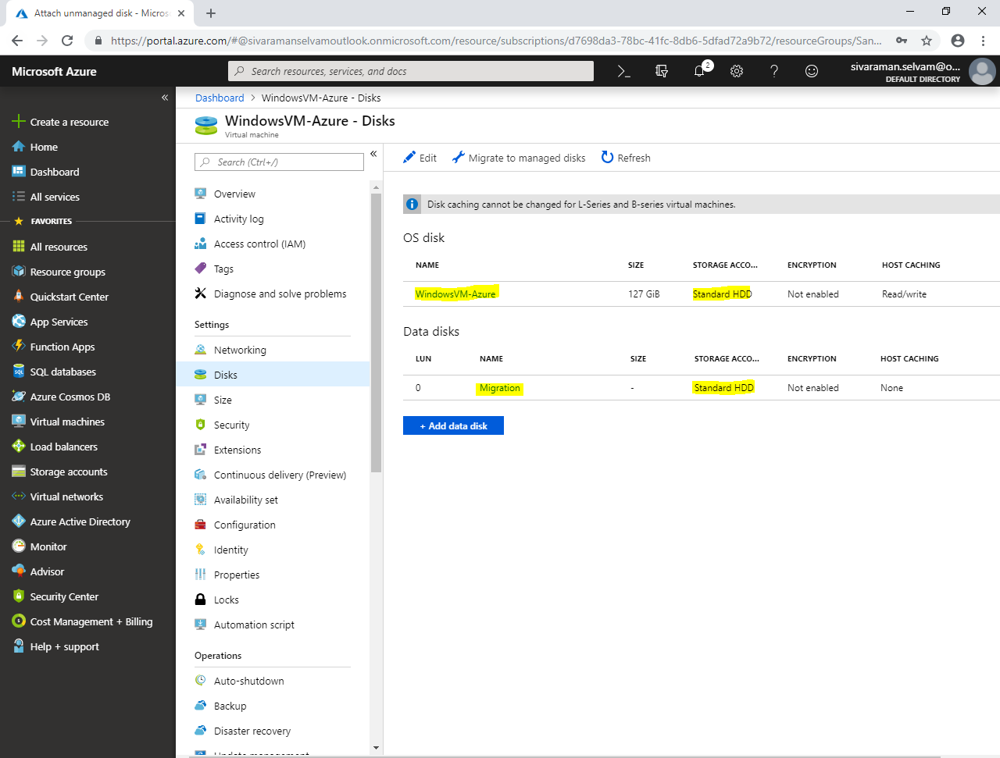 Attach unmanaged disk - Micros
https://portal.azure.com/#@sivaramanselvamoutlook.onmicrosoft.com/resource/subscriptions/d7698da3-78bc-41fc-8db6-5dfad72a9b72/resourceGroups/San...
Microsoft Azure
Search resources, services, and docs
2
sivaraman.selvam@o...
DEFAULT DIRECTORY
Create a resource
Home
Dashboard
All services
FAVORITES
All resources
Resource groups
Quickstart Center
App Services
Function Apps
SQL databases
Azure Cosmos DB
Virtual machines
Load balancers
Storage accounts
Virtual networks
Azure Active Directory
Monitor
Advisor
Security Center
Cost Management + Billing
Help + support
Dashboard > WindowsVM-Azure - Disks
WindowsVM-Azure - Disks
Virtual machine
Search (Ctrl+/)
Overview
Activity log
Access control (IAM)
Tags
Diagnose and solve problems
Settings
Networking
Disks
Size
Security
Extensions
Continuous delivery (Preview)
Availability set
Configuration
Identity
Properties
Locks
Automation script
Operations
Auto-shutdown
Backup
Disaster recovery
Update management
Edit Migrate to managed disks Refresh
Disk caching cannot be changed for L-Series and B-series virtual machines.
OS disk
NAME SIZE STORAGE ACCO... ENCRYPTION HOST CACHING
WindowsVM-Azure 127 GiB Standard HDD Not enabled Read/write
Data disks
LUN NAME SIZE STORAGE ACCO... ENCRYPTION HOST CACHING
0 Migration - Standard HDD Not enabled None
+ Add data disk